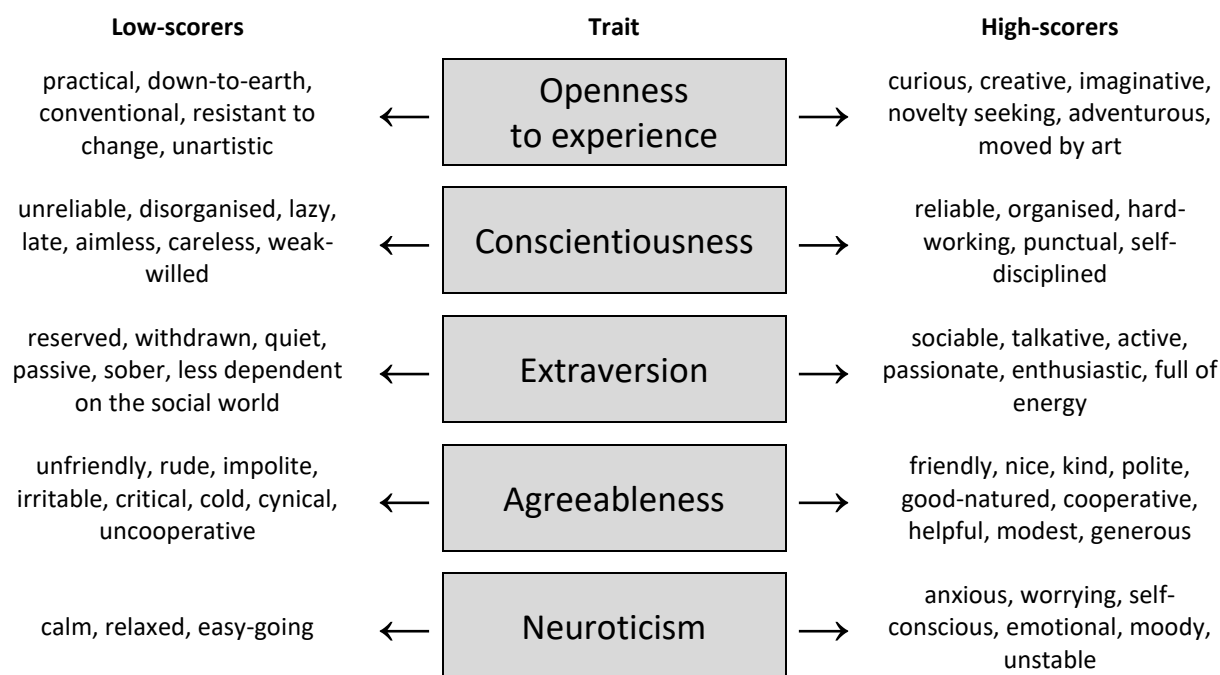 Low-scorers
Trait
High-scorers
practical, down-to-earth,
conventional, resistant to
change, unartistic
Openness
to experience
curious, creative, imaginative,
novelty seeking, adventurous,
moved by art
unreliable, disorganised, lazy,
late, aimless, careless, weak-
willed
Conscientiousness
reliable, organised, hard-
working, punctual, self-
disciplined
reserved, withdrawn, quiet,
passive, sober, less dependent
on the social world
Extraversion
sociable, talkative, active,
passionate, enthusiastic, full of
energy
unfriendly, rude, impolite,
irritable, critical, cold, cynical,
uncooperative
Agreeableness
friendly, nice, kind, polite,
good-natured, cooperative,
helpful, modest, generous
calm, relaxed, easy-going
Neuroticism
anxious, worrying, self-
conscious, emotional, moody,
unstable